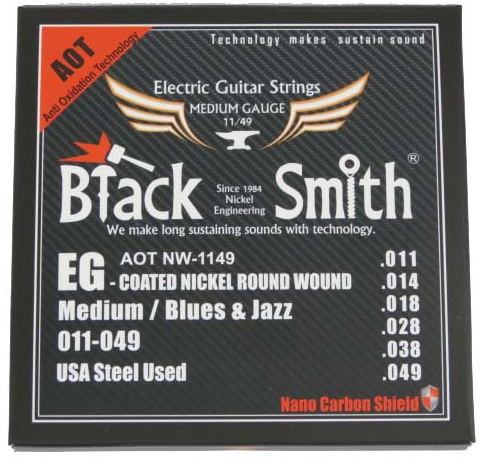 AOT
Anti Oxidation Technology
Technology makes sustain sound
Electric Guitar Strings
MEDIUM GAUGE
11/49
Black Smith®
Since 1984
Nickel
Engineering
We make long sustaining sounds with technology.
EG AOT NW-1149
- COATED NICKEL ROUND WOUND
Medium / Blues & Jazz
011-049
USA Steel Used
.011
.014
.018
.028
.038
.049
Nano Carbon Shield